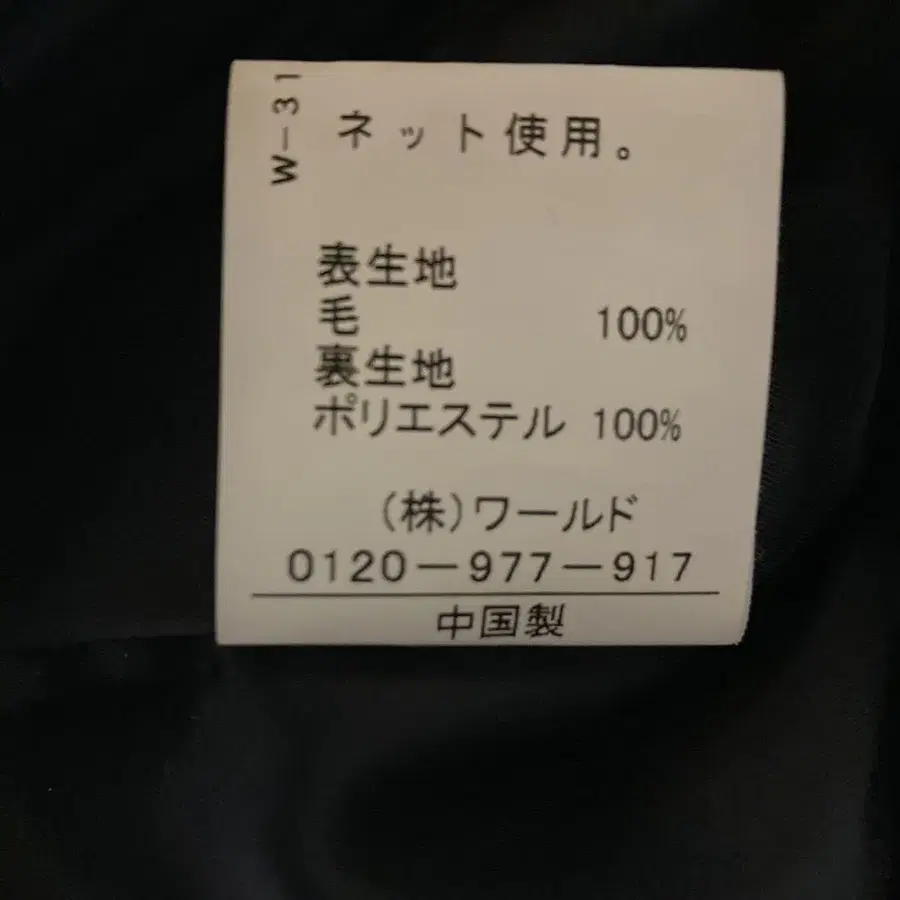 W-31
ネット使用。
表生地
毛 100%
裏生地
ポリエステル 100%
(株)ワールド
0120-977-917
中国製